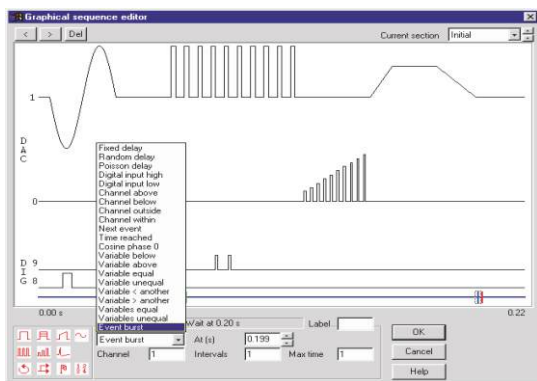 Graphical sequence editor
< > Del Current section Initial
1
D
A
C
0
D 9
I
G 8
Fixed delay
Random delay
Poisson delay
Digital input high
Digital input low
Channel above
Channel below
Channel outside
Channel within
Next event
Time reached
Cosine phase 0
Variable below
Variable above
Variable equal
Variable unequal
Variable < another
Variable > another
Variables equal
Variables unequal
Event burst
0.00 s 0.22
Wait at 0.20 s Label
Event burst At (s) 0.199
Channel 1 Intervals 1 Max time 1
OK
Cancel
Help